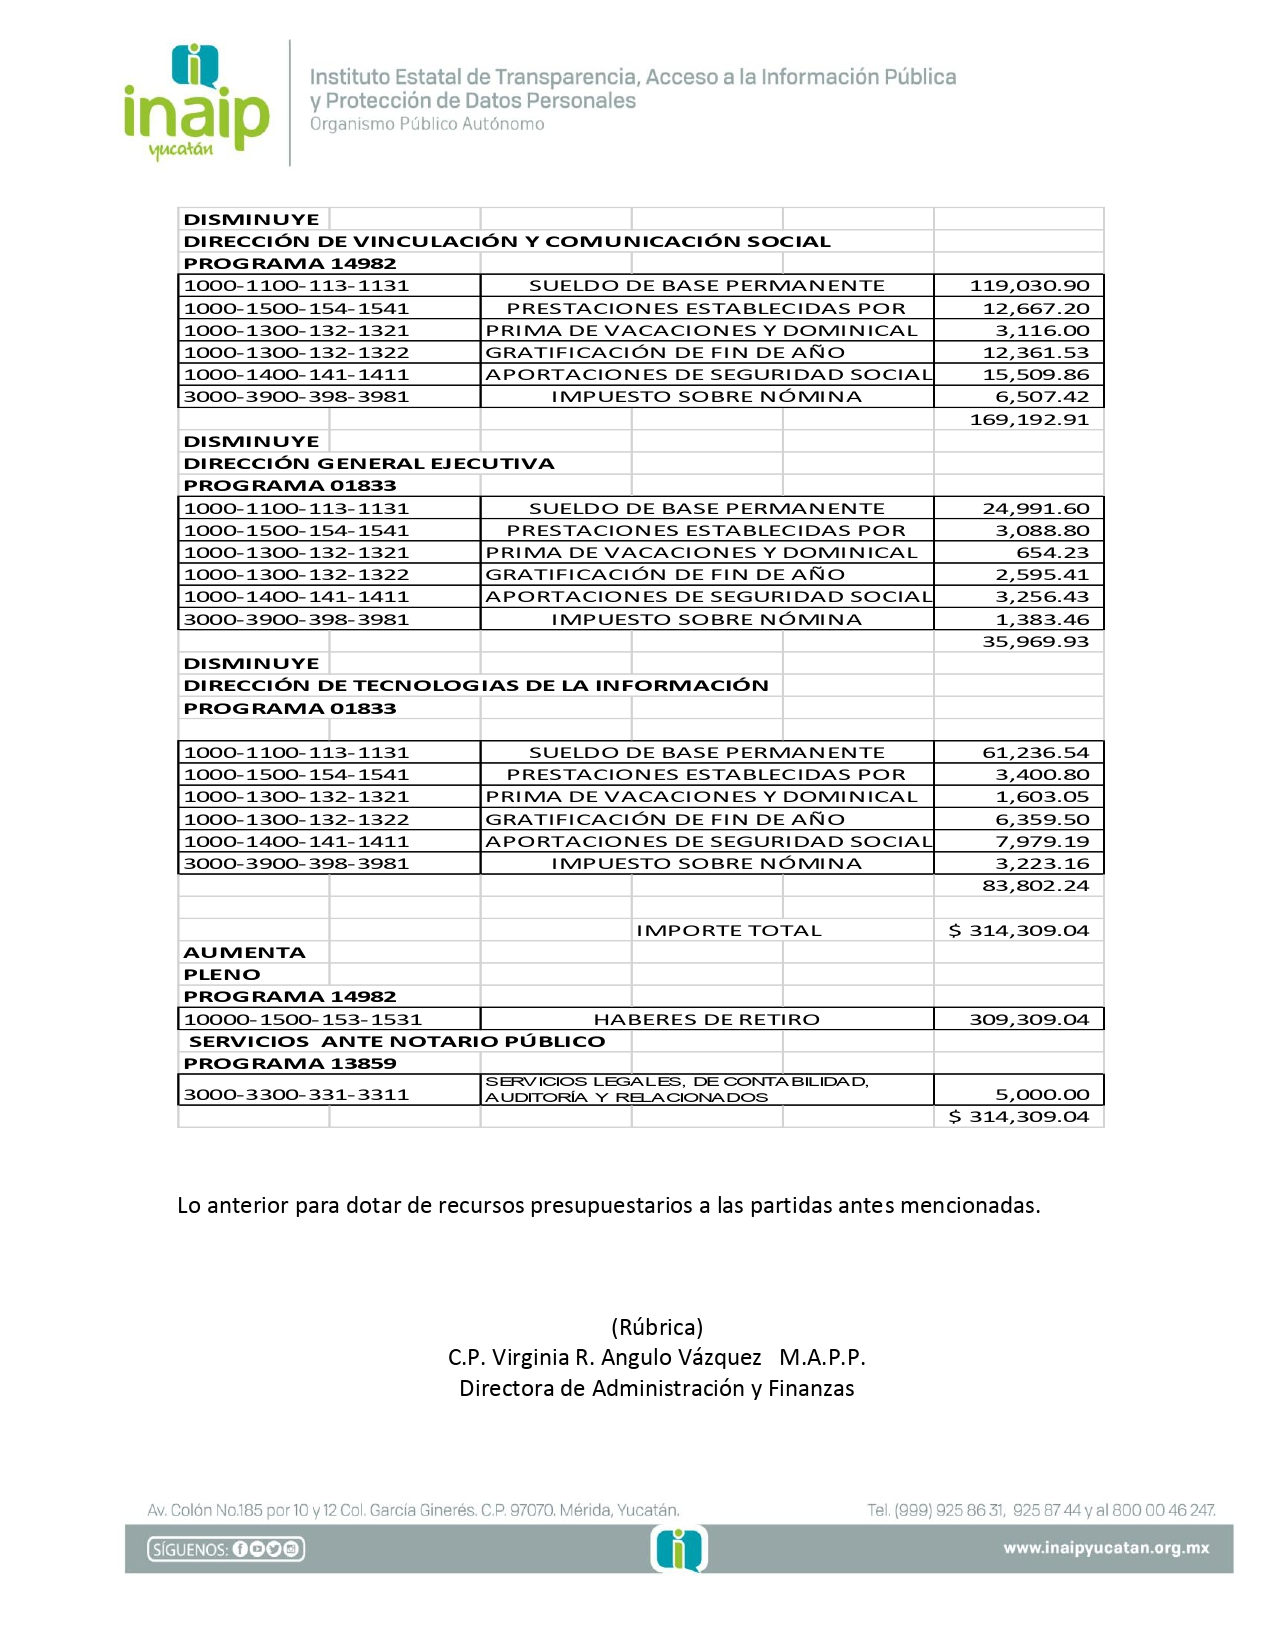 inaip
yucatán
Instituto Estatal de Transparencia, Acceso a la Información Pública
y Protección de Datos Personales
Organismo Público Autónomo
DISMINUYE
DIRECCIÓN DE VINCULACIÓN Y COMUNICACIÓN SOCIAL
PROGRAMA 14982
1000-1100-113-1131 SUELDO DE BASE PERMANENTE 119,030.90
1000-1500-154-1541 PRESTACIONES ESTABLECIDAS POR 12,667.20
1000-1300-132-1321 PRIMA DE VACACIONES Y DOMINICAL 3,116.00
1000-1300-132-1322 GRATIFICACIÓN DE FIN DE AÑO 12,361.53
1000-1400-141-1411 APORTACIONES DE SEGURIDAD SOCIAL 15,509.86
3000-3900-398-3981 IMPUESTO SOBRE NÓMINA 6,507.42
169,192.91
DISMINUYE
DIRECCIÓN GENERAL EJECUTIVA
PROGRAMA 01833
1000-1100-113-1131 SUELDO DE BASE PERMANENTE 24,991.60
1000-1500-154-1541 PRESTACIONES ESTABLECIDAS POR 3,088.80
1000-1300-132-1321 PRIMA DE VACACIONES Y DOMINICAL 654.23
1000-1300-132-1322 GRATIFICACIÓN DE FIN DE AÑO 2,595.41
1000-1400-141-1411 APORTACIONES DE SEGURIDAD SOCIAL 3,256.43
3000-3900-398-3981 IMPUESTO SOBRE NÓMINA 1,383.46
35,969.93
DISMINUYE
DIRECCIÓN DE TECNOLOGIAS DE LA INFORMACIÓN
PROGRAMA 01833
1000-1100-113-1131 SUELDO DE BASE PERMANENTE 61,236.54
1000-1500-154-1541 PRESTACIONES ESTABLECIDAS POR 3,400.80
1000-1300-132-1321 PRIMA DE VACACIONES Y DOMINICAL 1,603.05
1000-1300-132-1322 GRATIFICACIÓN DE FIN DE AÑO 6,359.50
1000-1400-141-1411 APORTACIONES DE SEGURIDAD SOCIAL 7,979.19
3000-3900-398-3981 IMPUESTO SOBRE NÓMINA 3,223.16
83,802.24
IMPORTE TOTAL $ 314,309.04
AUMENTA
PLENO
PROGRAMA 14982
10000-1500-153-1531 HABERES DE RETIRO 309,309.04
SERVICIOS ANTE NOTARIO PÚBLICO
PROGRAMA 13859
3000-3300-331-3311 SERVICIOS LEGALES, DE CONTABILIDAD,
AUDITORÍA Y RELACIONADOS 5,000.00
$ 314,309.04
Lo anterior para dotar de recursos presupuestarios a las partidas antes mencionadas.
(Rúbrica)
C.P. Virginia R. Angulo Vázquez M.A.P.P.
Directora de Administración y Finanzas
Av. Colón No.185 por 10 y 12 Col. García Ginerés. C.P. 97070. Mérida, Yucatán. Tel. (999) 925 86 31, 925 87 44 y al 800 00 46 247.
SÍGUENOS: www.inaipyucatan.org.mx